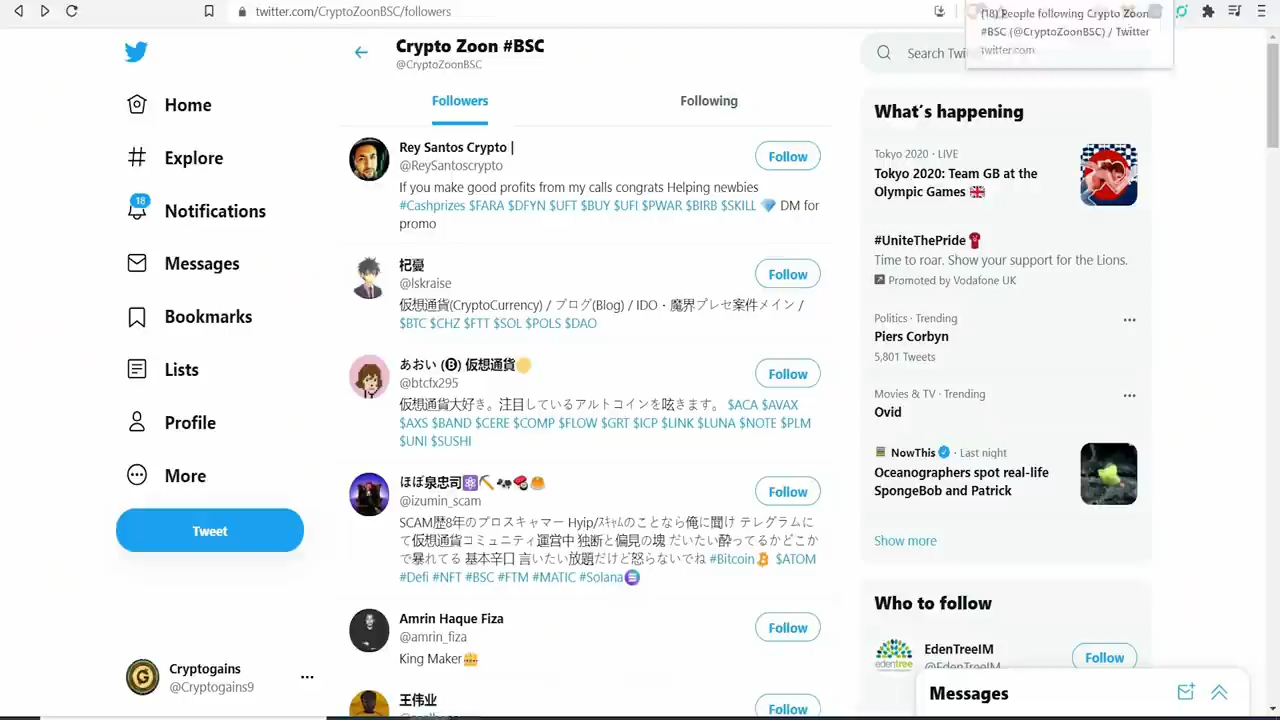 twitter.com/CryptoZoonBSC/followers
(18) People following Crypto Zoon
#BSC (@CryptoZoonBSC) / Twitter
twitter.com
Crypto Zoon #BSC
@CryptoZoonBSC
Followers
Following
Home
Explore
18
Notifications
Messages
Bookmarks
Lists
Profile
More
Tweet
Cryptogains
@Cryptogains9
Rey Santos Crypto |
@ReySantoscrypto
Follow
If you make good profits from my calls congrats Helping newbies
#Cashprizes $FARA $DFYN $UFT $BUY $UFI $PWAR $BIRB $SKILL 💎 DM for
promo
杞憂
@lskraise
Follow
仮想通貨(CryptoCurrency) / ブログ(Blog) / IDO・魔界プレセ案件メイン /
$BTC $CHZ $FTT $SOL $POLS $DAO
あおい (🅑) 仮想通貨🌕
@btcfx295
Follow
仮想通貨大好き。注目しているアルトコインを呟きます。 $ACA $AVAX
$AXS $BAND $CERE $COMP $FLOW $GRT $ICP $LINK $LUNA $NOTE $PLM
$UNI $SUSHI
ほぼ泉忠司⚛️⛏️🐄🍣🥞
@izumin_scam
Follow
SCAM歴8年のプロスキャマー Hyip/スキャムのことなら俺に聞け テレグラムに
て仮想通貨コミュニティ運営中 独断と偏見の塊 だいたい酔ってるかどこか
で暴れてる 基本辛口 言いたい放題だけど怒らないでね #Bitcoin $ATOM
#Defi #NFT #BSC #FTM #MATIC #Solana
Amrin Haque Fiza
@amrin_fiza
Follow
King Maker👑
王伟业
Follow
Search Twi
What's happening
Tokyo 2020 · LIVE
Tokyo 2020: Team GB at the
Olympic Games 🇬🇧
#UniteThePride
Time to roar. Show your support for the Lions.
Promoted by Vodafone UK
Politics · Trending
Piers Corbyn
5,801 Tweets
Movies & TV · Trending
Ovid
NowThis · Last night
Oceanographers spot real-life
SpongeBob and Patrick
Show more
Who to follow
EdenTreeIM
@EdenTreeIM
Follow
edentree
Messages